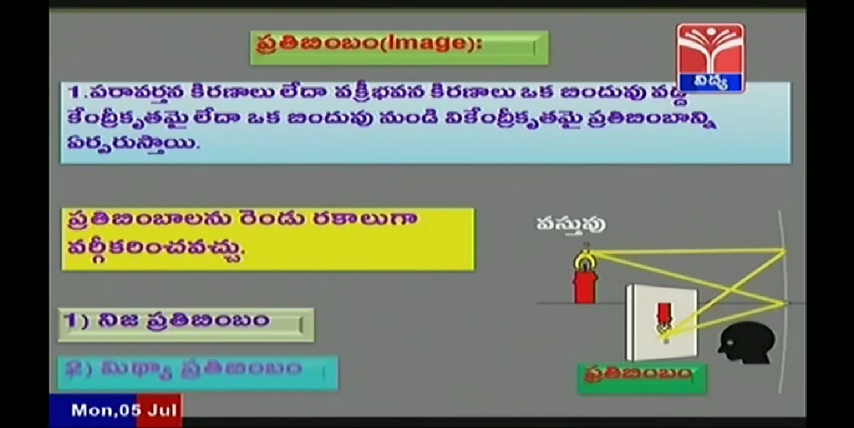 ప్రతిబింబం(Image):
విద్య
1.పరావర్తన కిరణాలు లేదా వక్రీభవన కిరణాలు ఒక బిందువు వద్ద
కేంద్రీకృతమై లేదా ఒక బిందువు నుండి వికేంద్రీకృతమై ప్రతిబింబాన్ని
ఏర్పరుస్తాయి.
ప్రతిబింబాలను రెండు రకాలుగా
వర్గీకరించవచ్చు.
వస్తువు
1) నిజ ప్రతిబింబం
2) మిథ్యా ప్రతిబింబం
ప్రతిబింబం
Mon,05 Jul